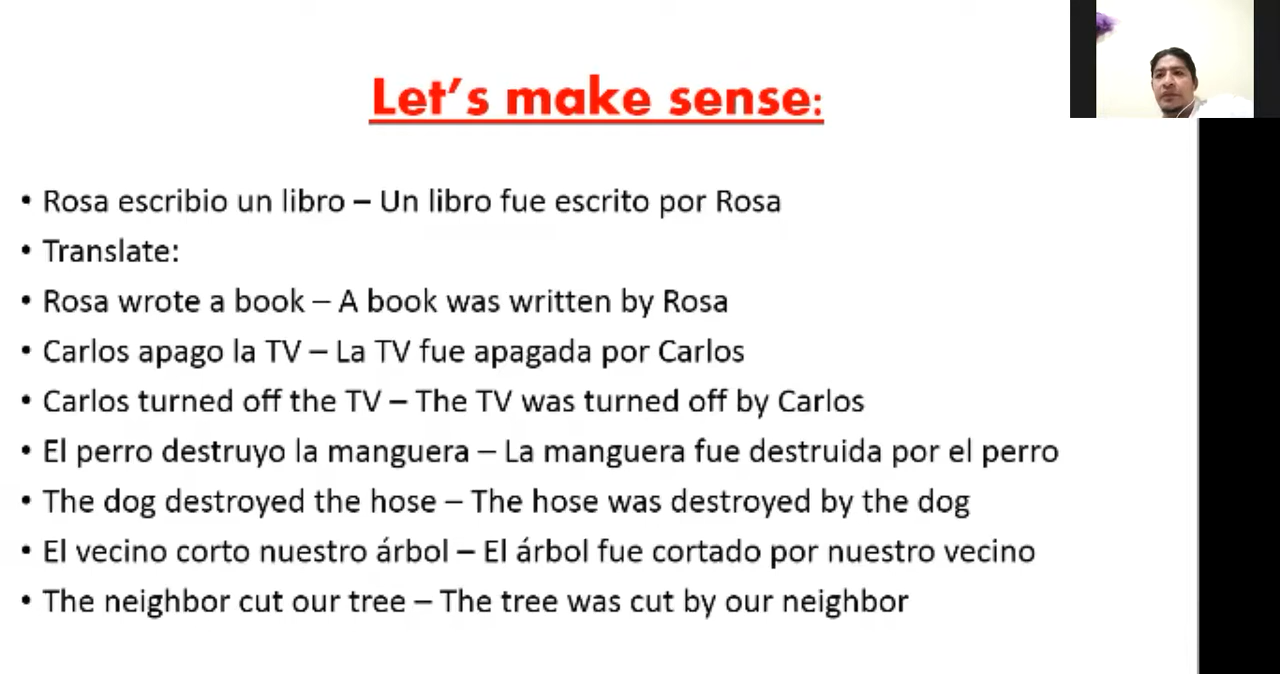 Let's make sense:
• Rosa escribio un libro – Un libro fue escrito por Rosa
• Translate:
• Rosa wrote a book – A book was written by Rosa
• Carlos apago la TV – La TV fue apagada por Carlos
• Carlos turned off the TV – The TV was turned off by Carlos
• El perro destruyo la manguera – La manguera fue destruida por el perro
• The dog destroyed the hose – The hose was destroyed by the dog
• El vecino corto nuestro árbol – El árbol fue cortado por nuestro vecino
• The neighbor cut our tree – The tree was cut by our neighbor